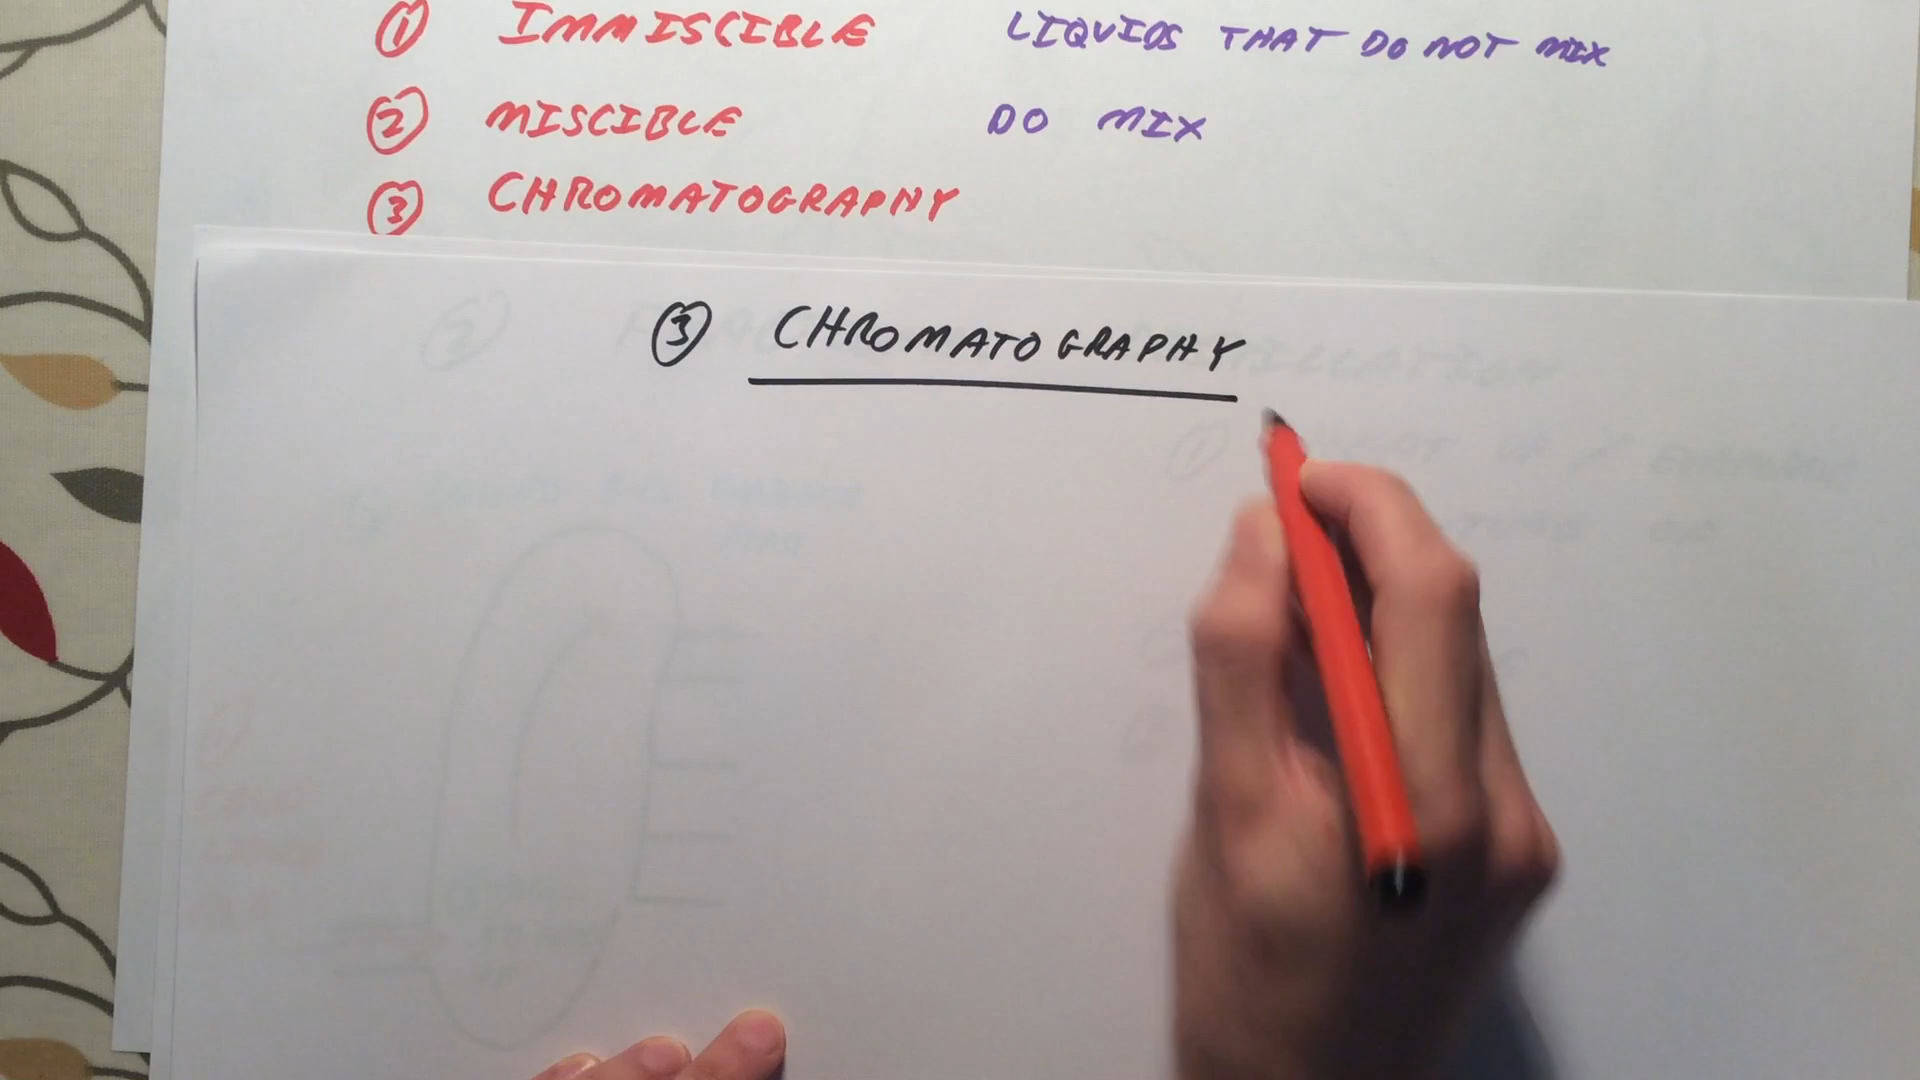 ① IMMISCIBLE LIQUIDS THAT DO NOT MIX
② MISCIBLE DO MIX
③ CHROMATOGRAPHY
③ CHROMATOGRAPHY